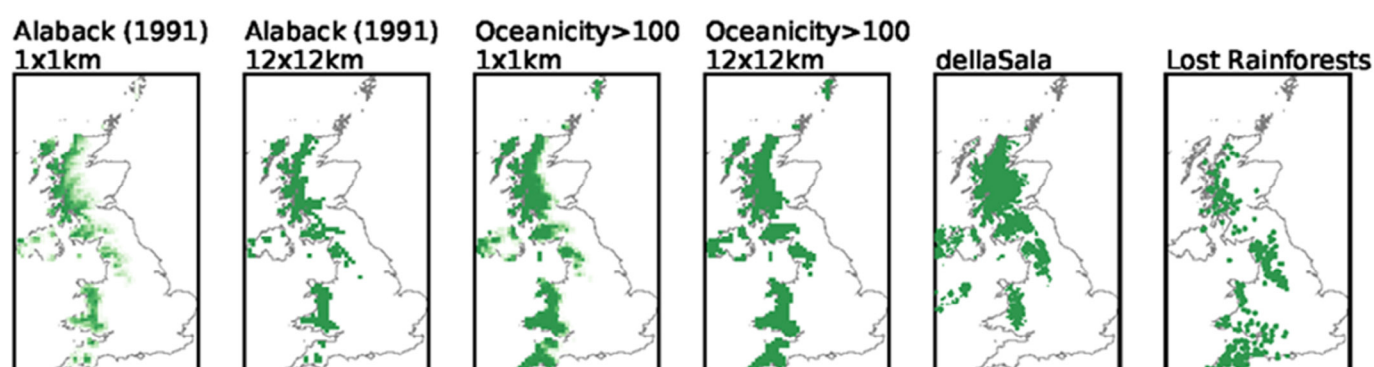 Alaback (1991)
1x1km
Alaback (1991)
12x12km
Oceanicity>100
1x1km
Oceanicity>100
12x12km
dellaSala
Lost Rainforests